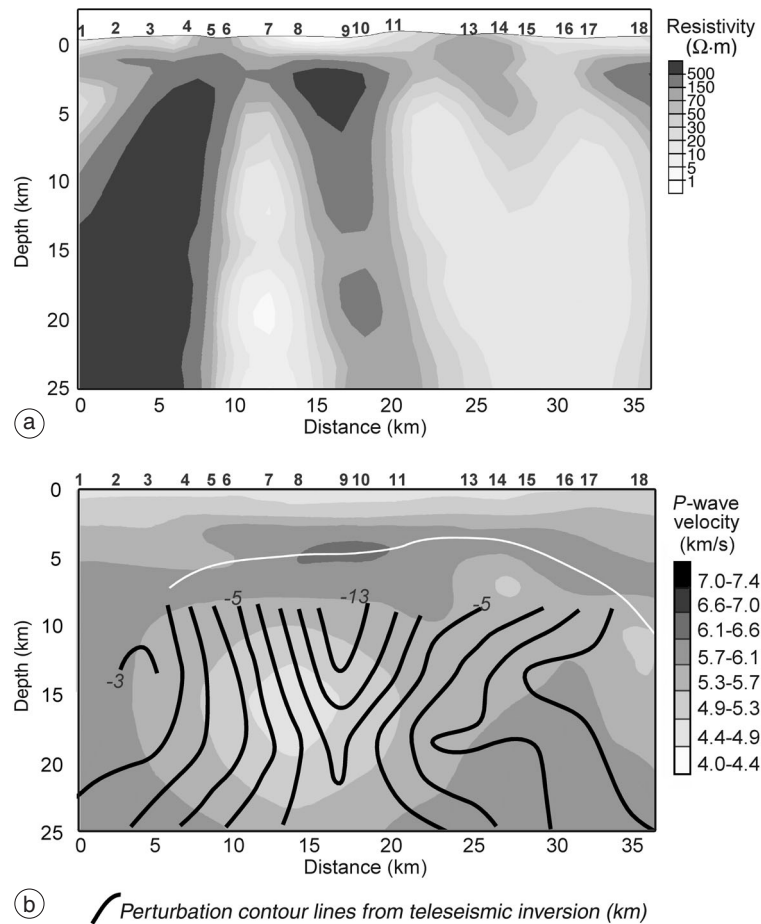 1 2 3 4 5 6 7 8 9 10 11 13 14 15 16 17 18
Resistivity
(Ω·m)
500
150
70
50
30
20
10
5
1
0
5
10
15
20
25
Depth (km)
0 5 10 15 20 25 30 35
Distance (km)
a
1 2 3 4 5 6 7 8 9 10 11 13 14 15 16 17 18
P-wave
velocity
(km/s)
7.0-7.4
6.6-7.0
6.1-6.6
5.7-6.1
5.3-5.7
4.9-5.3
4.4-4.9
4.0-4.4
0
5
10
15
20
25
Depth (km)
-5 -13 -5
-3
0 5 10 15 20 25 30 35
Distance (km)
b
Perturbation contour lines from teleseismic inversion (km)